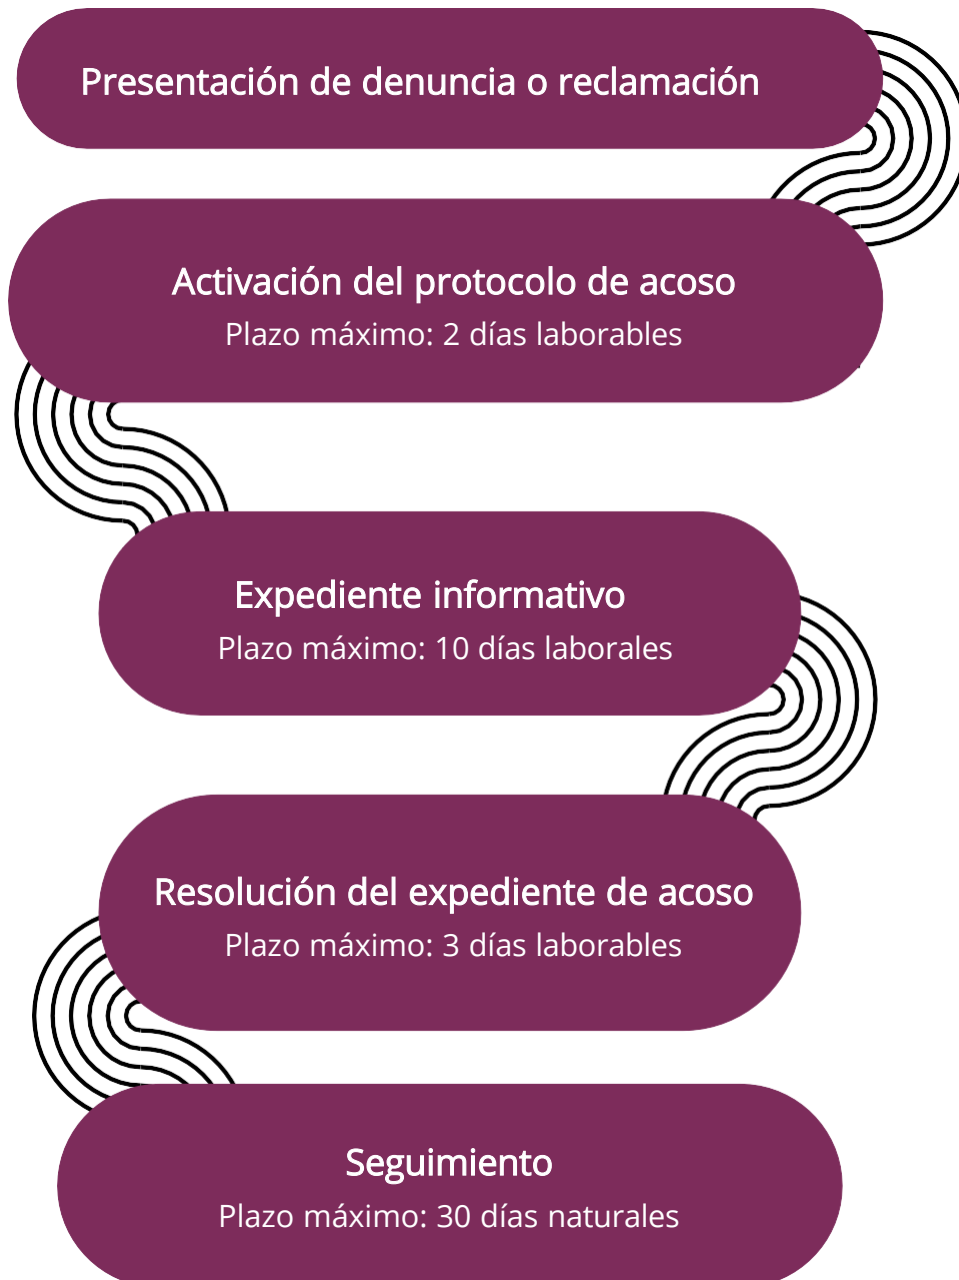 Presentación de denuncia o reclamación
Activación del protocolo de acoso
Plazo máximo: 2 días laborables
Expediente informativo
Plazo máximo: 10 días laborales
Resolución del expediente de acoso
Plazo máximo: 3 días laborables
Seguimiento
Plazo máximo: 30 días naturales